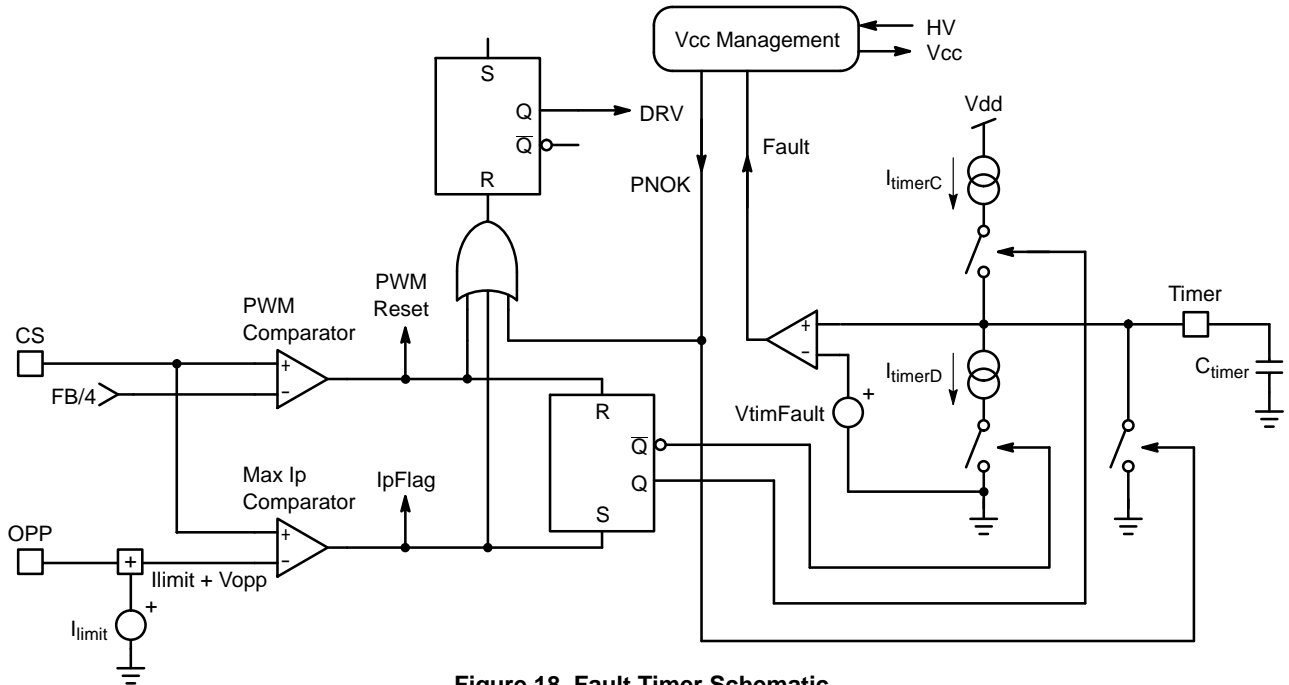 Vcc Management
HV
Vcc
S
Q
DRV
Q
R
PNOK
Fault
Vdd
ItimerC
PWM
Comparator
PWM
Reset
CS
+
-
FB/4
Timer
+
-
ItimerD
Ctimer
VtimFault
+
R
Q
Q
S
Max Ip
Comparator
IpFlag
OPP
+
-
+
Ilimit + Vopp
+
Ilimit
Figure 18. Fault Timer Schematic